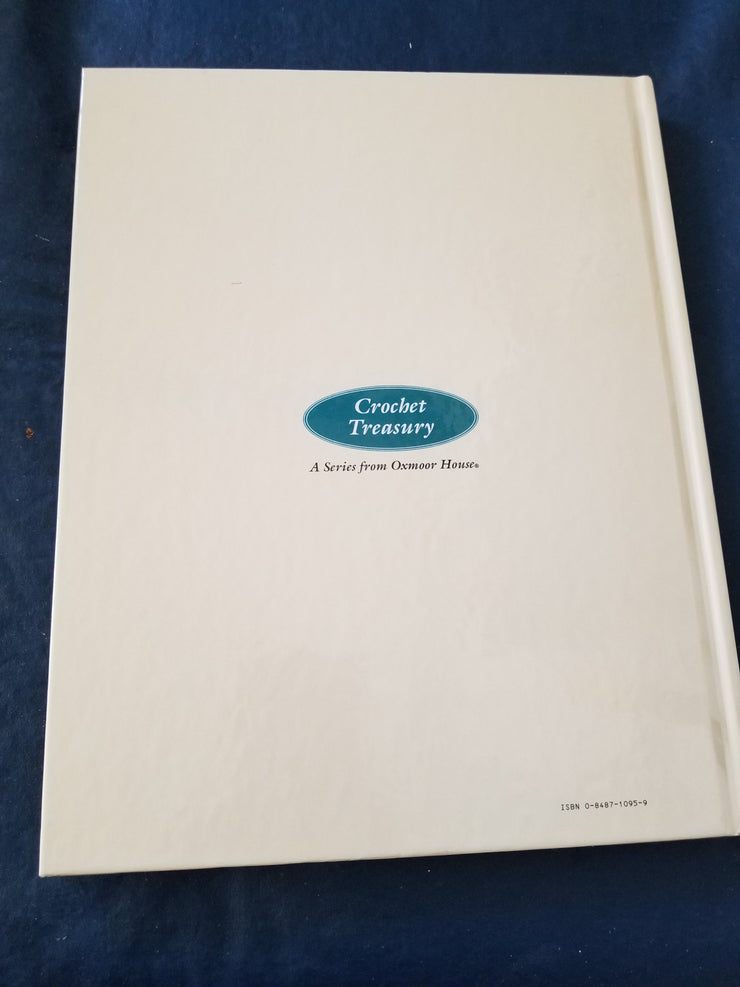 Crochet
Treasury
A Series from Oxmoor House®
ISBN 0-8487-1095-9